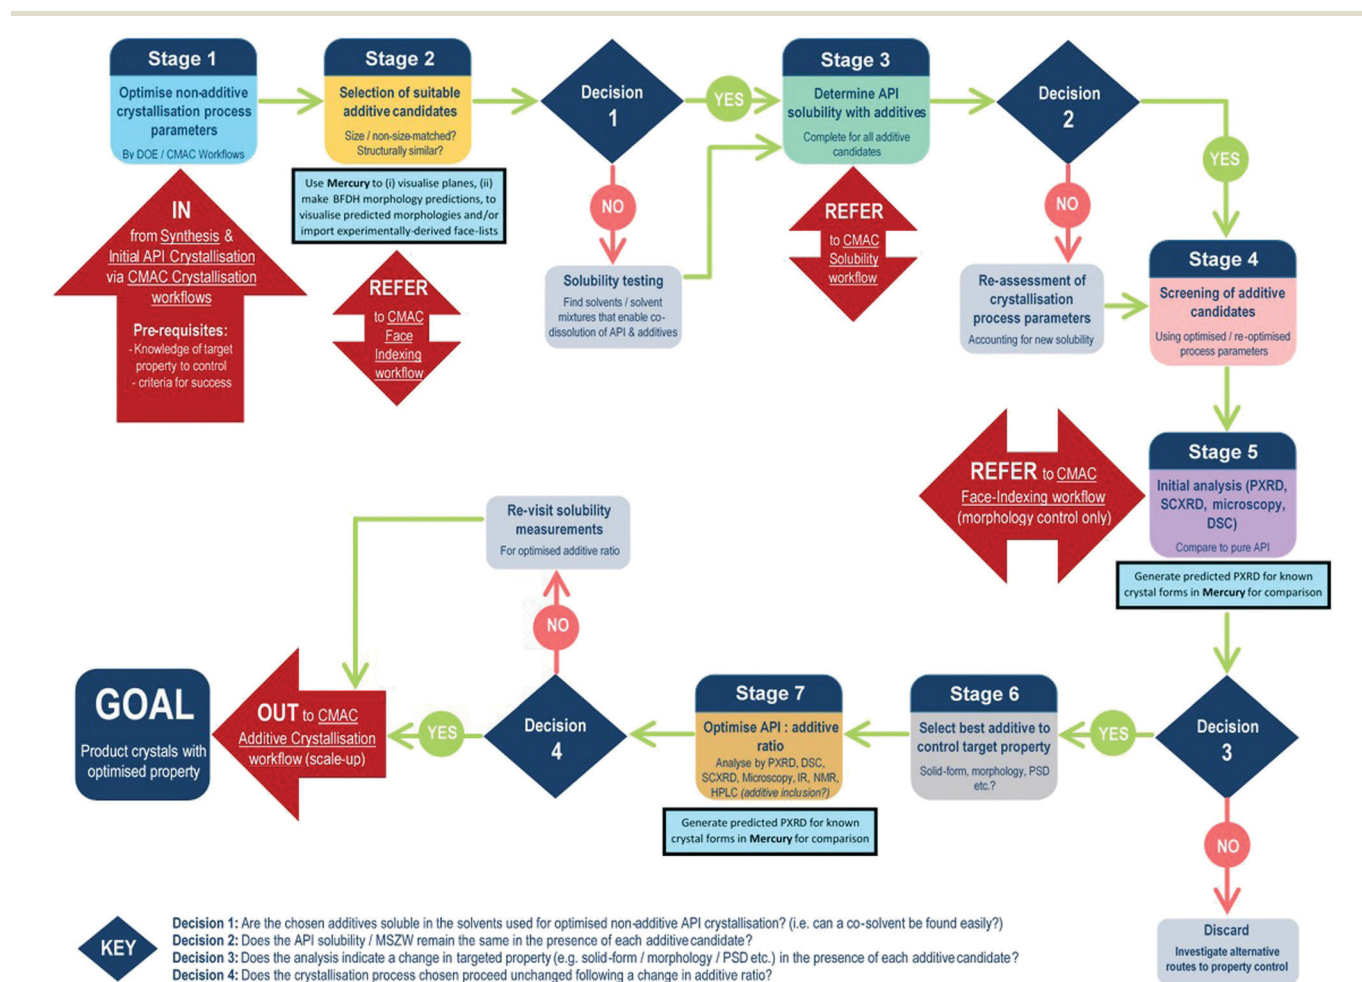 Stage 1
Optimise non-additive
crystallisation process
parameters
By DOE / CMAC Workflows
IN
from Synthesis &
Initial API Crystallisation
via CMAC Crystallisation
workflows
Pre-requisites:
- Knowledge of target
property to control
- criteria for success
Stage 2
Selection of suitable
additive candidates
Size / non-size-matched?
Structurally similar?
Use Mercury to (i) visualise planes, (ii)
make BFDH morphology predictions, to
visualise predicted morphologies and/or
import experimentally-derived face-lists
REFER
to CMAC
Face
Indexing
workflow
Decision
1
YES
NO
Solubility testing
Find solvents / solvent
mixtures that enable co-
dissolution of API & additives
Stage 3
Determine API
solubility with additives
Complete for all additive
candidates
REFER
to CMAC
Solubility
workflow
Decision
2
YES
NO
Re-assessment of
crystallisation
process parameters
Accounting for new solubility
Stage 4
Screening of additive
candidates
Using optimised / re-optimised
process parameters
Stage 5
Initial analysis (PXRD,
SCXRD, microscopy,
DSC)
Compare to pure API
REFER to CMAC
Face-Indexing workflow
(morphology control only)
Generate predicted PXRD for known
crystal forms in Mercury for comparison
Decision
3
YES
NO
Discard
Investigate alternative
routes to property control
Stage 6
Select best additive to
control target property
Solid-form, morphology, PSD
etc.?
Stage 7
Optimise API : additive
ratio
Analyse by PXRD, DSC,
SCXRD, Microscopy, IR, NMR,
HPLC (additive inclusion?)
Generate predicted PXRD for known
crystal forms in Mercury for comparison
Decision
4
NO
Re-visit solubility
measurements
For optimised additive ratio
YES
OUT to CMAC
Additive Crystallisation
workflow (scale-up)
GOAL
Product crystals with
optimised property
KEY
Decision 1: Are the chosen additives soluble in the solvents used for optimised non-additive API crystallisation? (i.e. can a co-solvent be found easily?)
Decision 2: Does the API solubility / MSZW remain the same in the presence of each additive candidate?
Decision 3: Does the analysis indicate a change in targeted property (e.g. solid-form / morphology / PSD etc.) in the presence of each additive candidate?
Decision 4: Does the crystallisation process chosen proceed unchanged following a change in additive ratio?